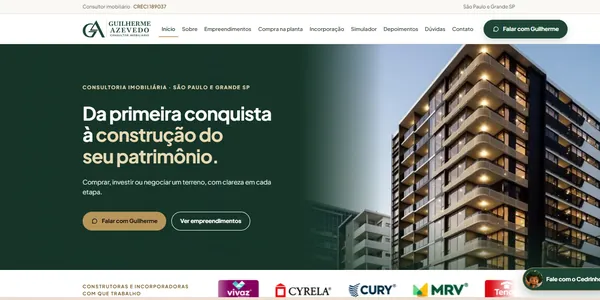 Consultor imobiliário CRECI 189037
São Paulo e Grande SP
GUILHERME
AZEVEDO
CONSULTOR IMOBILIÁRIO
Início Sobre Empreendimentos Compra na planta Incorporação Simulador Depoimentos Dúvidas Contato
Falar com Guilherme
CONSULTORIA IMOBILIÁRIA · SÃO PAULO E GRANDE SP
Da primeira conquista
à construção do
seu patrimônio.
Comprar, investir ou negociar um terreno, com clareza em cada
etapa.
Falar com Guilherme
Ver empreendimentos
Fale com o Cedrinho
CONSTRUTORAS E INCORPORADORAS
COM QUE TRABALHO
vivaz
CYRELA
CURY
MRV